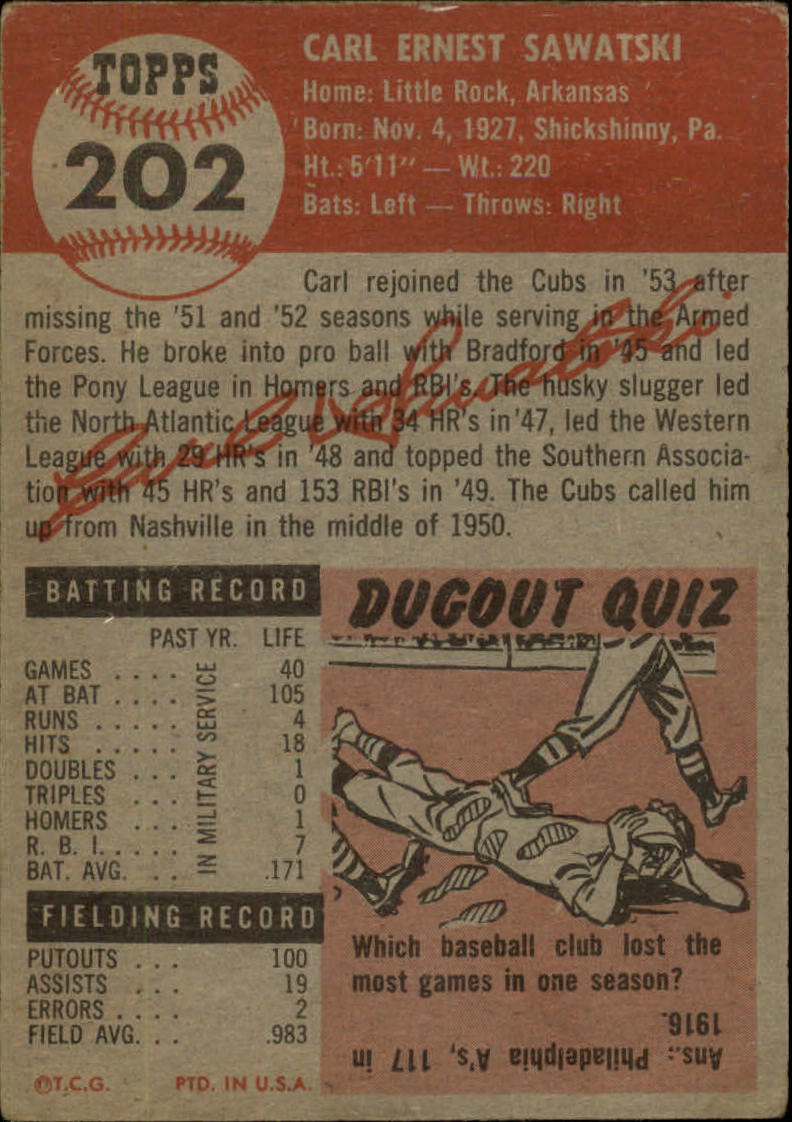 TOPPS
202
CARL ERNEST SAWATSKI
Home: Little Rock, Arkansas
Born: Nov. 4, 1927, Shickshinny, Pa.
Ht.: 5'11" — Wt.: 220
Bats: Left — Throws: Right
Carl rejoined the Cubs in '53 after
missing the '51 and '52 seasons while serving in the Armed
Forces. He broke into pro ball with Bradford in '45 and led
the Pony League in Homers and RBI's. The husky slugger led
the North Atlantic League with 34 HR's in '47, led the Western
League with 29 HR's in '48 and topped the Southern Associa-
tion with 45 HR's and 153 RBI's in '49. The Cubs called him
up from Nashville in the middle of 1950.
Carl Sawatski
BATTING RECORD
PAST YR. LIFE
IN MILITARY SERVICE
GAMES . . . . 40
AT BAT . . . . 105
RUNS . . . . . 4
HITS . . . . . 18
DOUBLES . . . 1
TRIPLES . . . 0
HOMERS . . . 1
R. B. I. . . . . . 7
BAT. AVG. . . .171
FIELDING RECORD
PUTOUTS . . . 100
ASSISTS . . . 19
ERRORS . . . . 2
FIELD AVG. . . .983
©T.C.G. PTD. IN U.S.A.
DUGOUT QUIZ
Which baseball club lost the
most games in one season?
Ans.: Philadelphia A's, 117 in
1916.